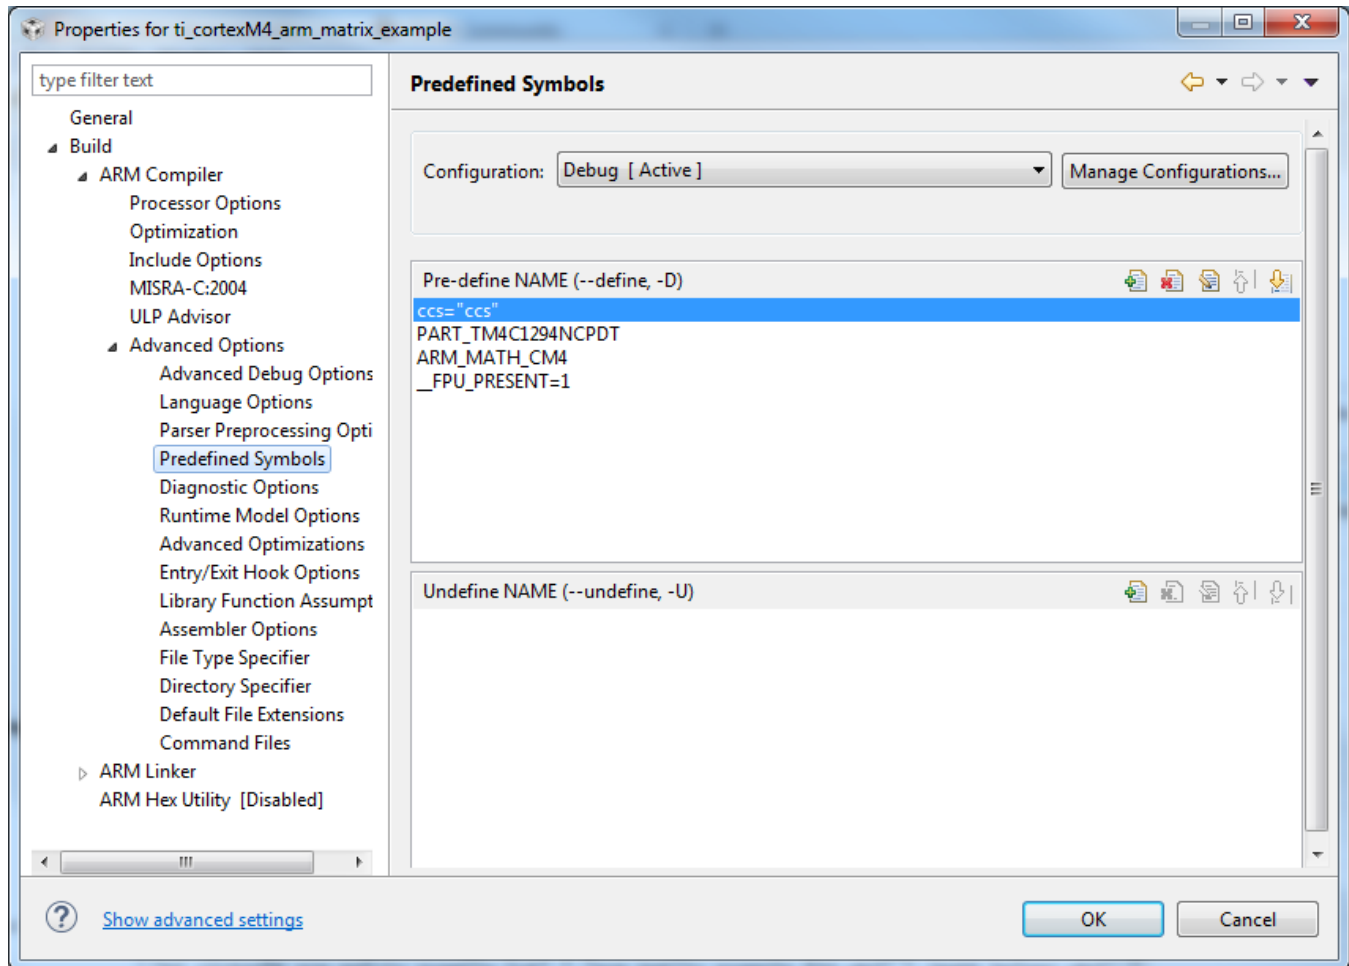 Properties for ti_cortexM4_arm_matrix_example
type filter text
General
Build
ARM Compiler
Processor Options
Optimization
Include Options
MISRA-C:2004
ULP Advisor
Advanced Options
Advanced Debug Options
Language Options
Parser Preprocessing Opti
Predefined Symbols
Diagnostic Options
Runtime Model Options
Advanced Optimizations
Entry/Exit Hook Options
Library Function Assumpt
Assembler Options
File Type Specifier
Directory Specifier
Default File Extensions
Command Files
ARM Linker
ARM Hex Utility [Disabled]
Predefined Symbols
Configuration: Debug [ Active ] Manage Configurations...
Pre-define NAME (--define, -D)
ccs="ccs"
PART_TM4C1294NCPDT
ARM_MATH_CM4
__FPU_PRESENT=1
Undefine NAME (--undefine, -U)
Show advanced settings
OK Cancel